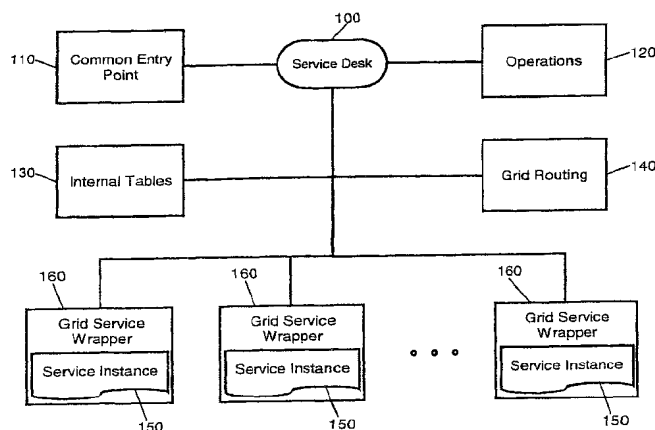 100
110
Common Entry
Point
Service Desk
Operations
120
130
Internal Tables
Grid Routing
140
160
160
160
Grid Service
Wrapper
Grid Service
Wrapper
Grid Service
Wrapper
Service Instance
Service Instance
Service Instance
150
150
150